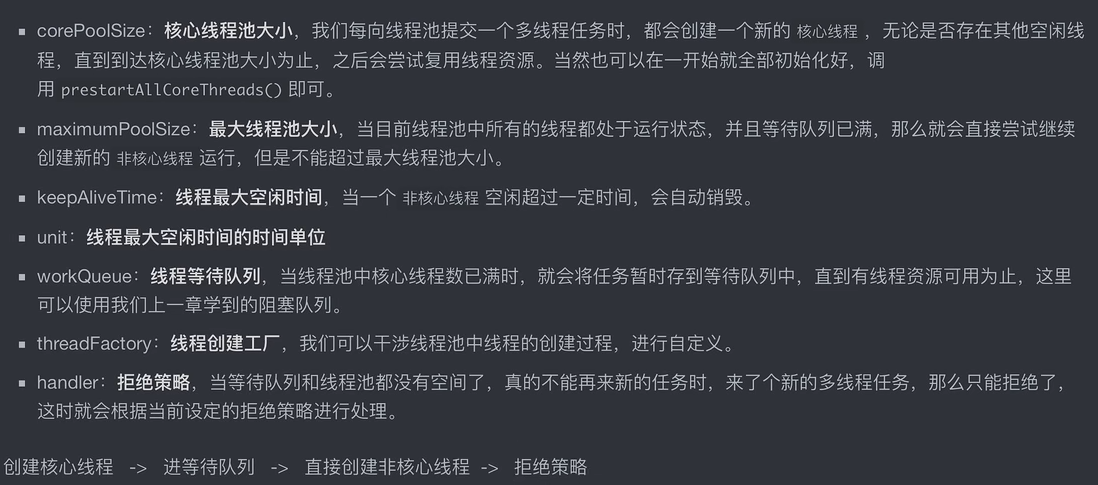 corePoolSize：核心线程池大小，我们每向线程池提交一个多线程任务时，都会创建一个新的 核心线程 ，无论是否存在其他空闲线
程，直到到达核心线程池大小为止，之后会尝试复用线程资源。当然也可以在一开始就全部初始化好，调
用 prestartAllCoreThreads() 即可。
maximumPoolSize：最大线程池大小，当目前线程池中所有的线程都处于运行状态，并且等待队列已满，那么就会直接尝试继续
创建新的 非核心线程 运行，但是不能超过最大线程池大小。
keepAliveTime：线程最大空闲时间，当一个 非核心线程 空闲超过一定时间，会自动销毁。
unit：线程最大空闲时间的时间单位
workQueue：线程等待队列，当线程池中核心线程数已满时，就会将任务暂时存到等待队列中，直到有线程资源可用为止，这里
可以使用我们上一章学到的阻塞队列。
threadFactory：线程创建工厂，我们可以干涉线程池中线程的创建过程，进行自定义。
handler：拒绝策略，当等待队列和线程池都没有空间了，真的不能再来新的任务时，来了个新的多线程任务，那么只能拒绝了，
这时就会根据当前设定的拒绝策略进行处理。
创建核心线程 -> 进等待队列 -> 直接创建非核心线程 -> 拒绝策略